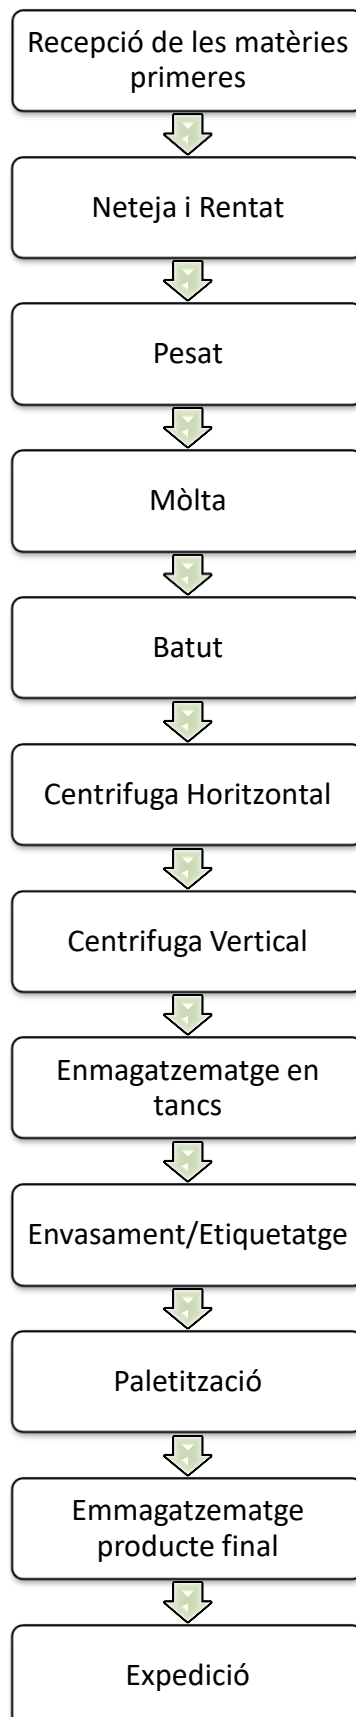 Recepció de les matèries
primeres
Neteja i Rentat
Pesat
Mòlta
Batut
Centrifuga Horitzontal
Centrifuga Vertical
Enmagatzematge en
tancs
Envasament/Etiquetatge
Paletització
Emmagatzematge
producte final
Expedició